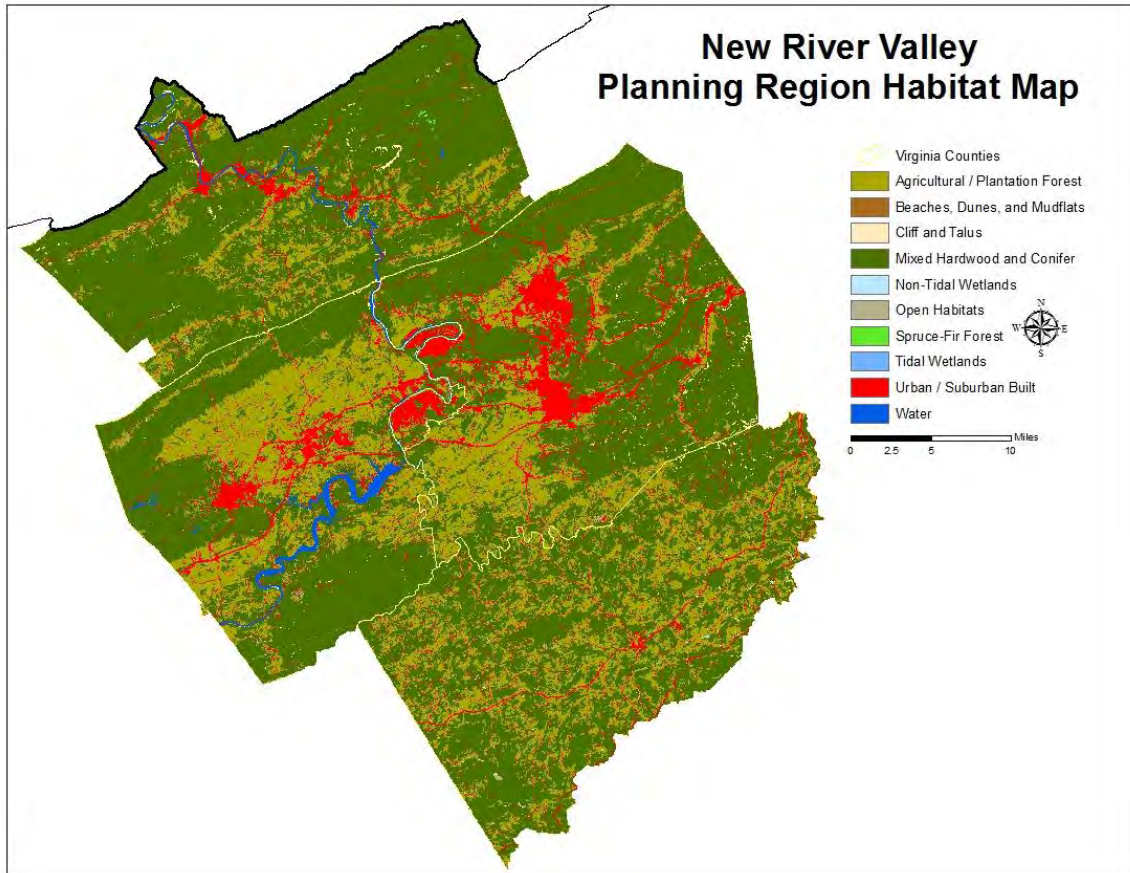 New River Valley
Planning Region Habitat Map
Virginia Counties
Agricultural / Plantation Forest
Beaches, Dunes, and Mudflats
Cliff and Talus
Mixed Hardwood and Conifer
Non-Tidal Wetlands
Open Habitats
Spruce-Fir Forest
Tidal Wetlands
Urban / Suburban Built
Water
N
W E
S
Miles
0 2.5 5 10